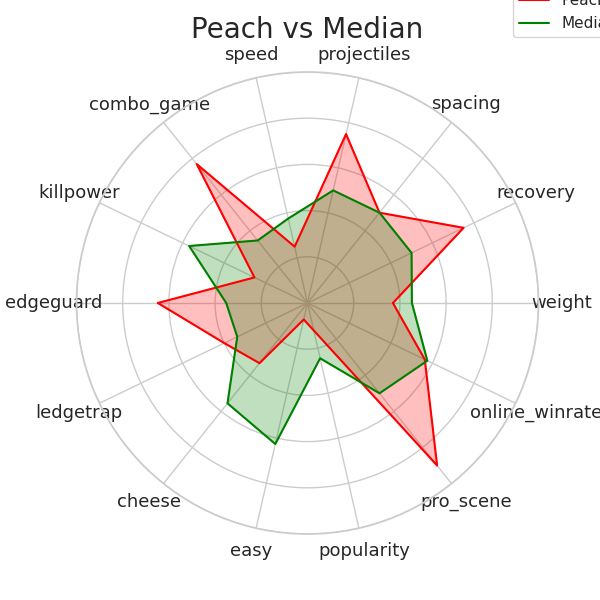 Peach vs Median
speed
projectiles
combo_game
spacing
killpower
recovery
edgeguard
weight
ledgetrap
online_winrate
cheese
pro_scene
easy
popularity